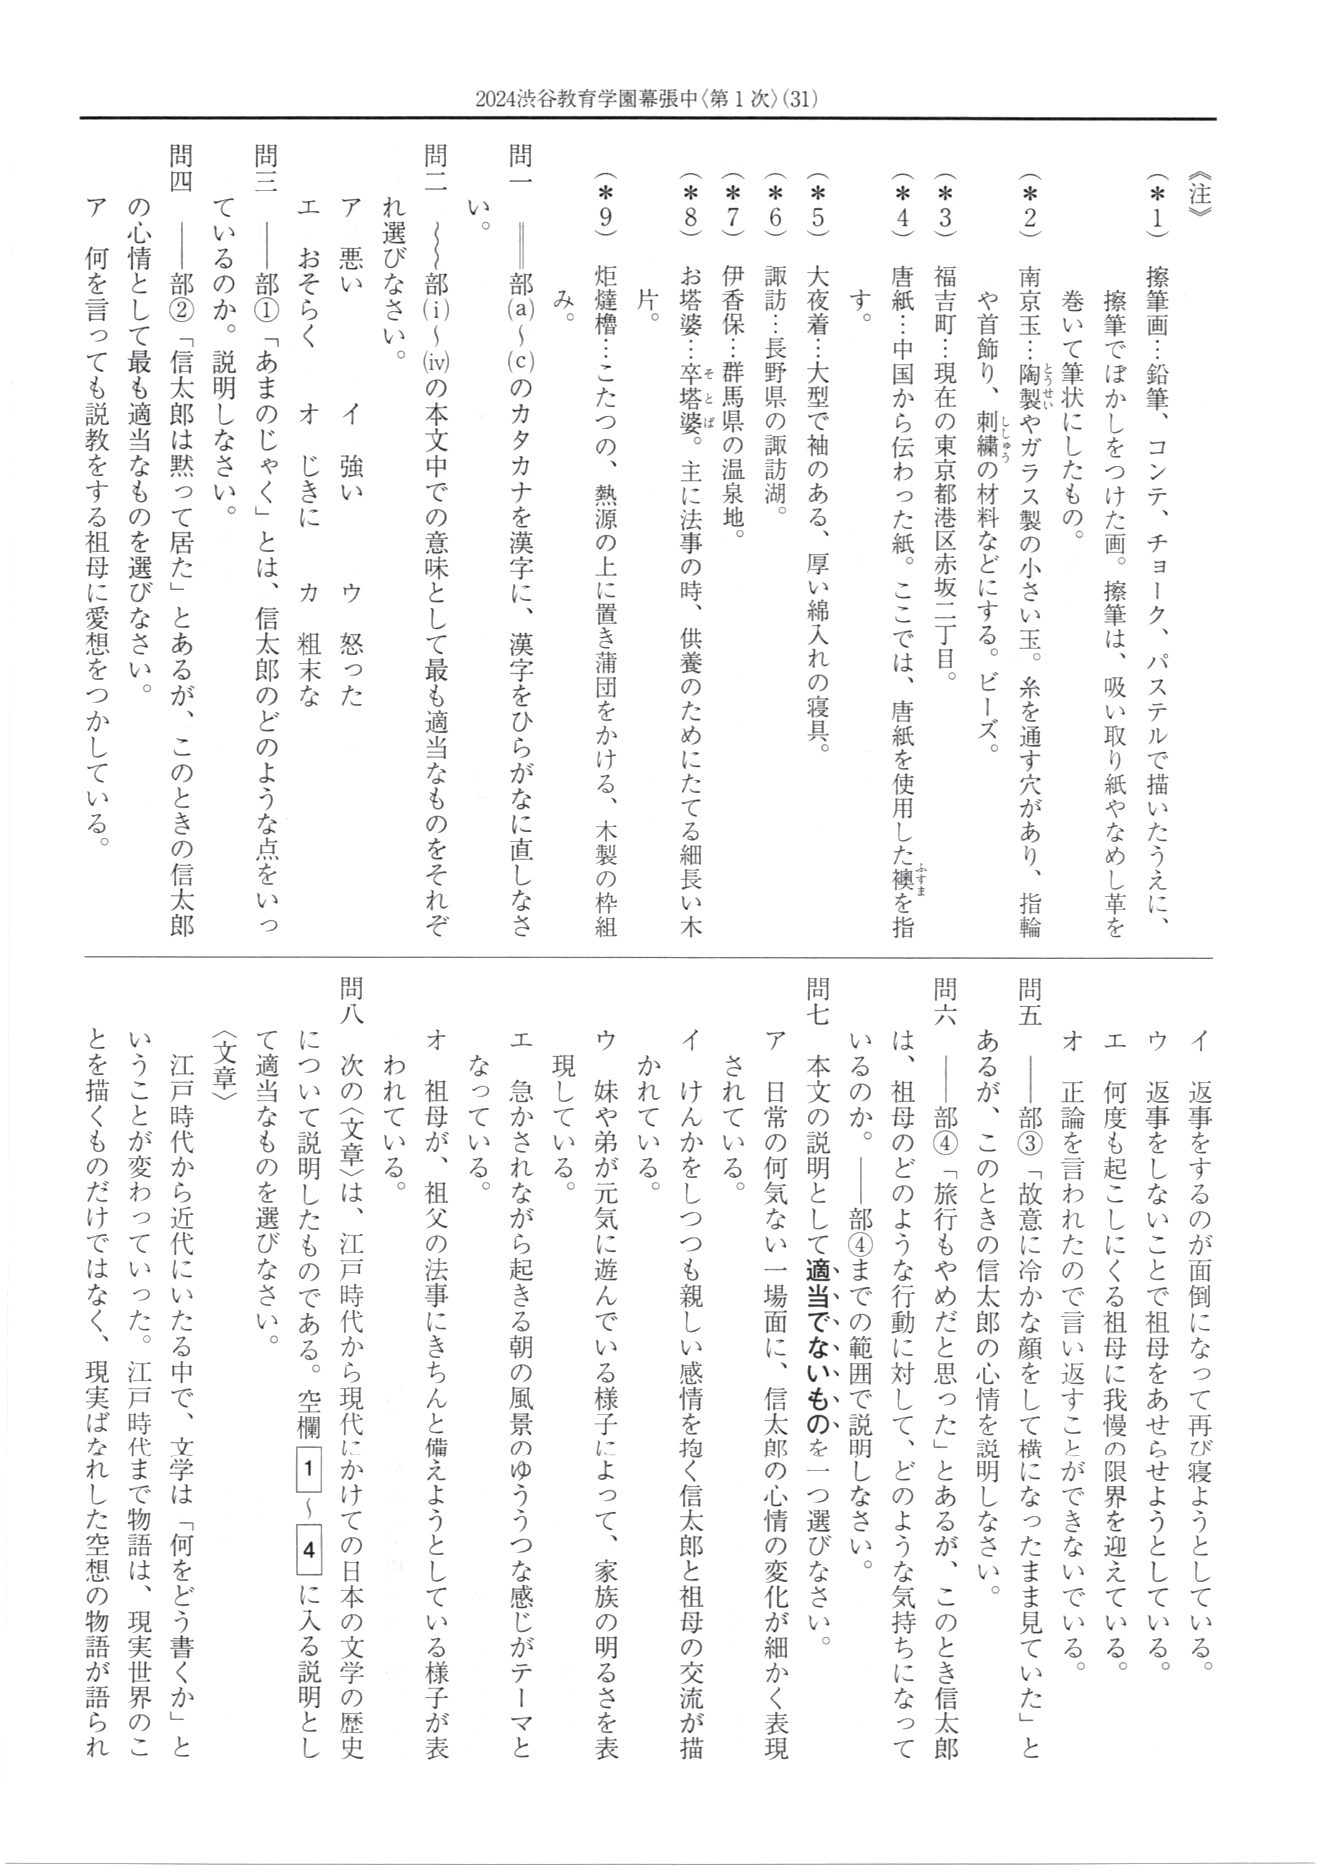 2024渋谷教育学園幕張中〈第1次〉(31)
《注》
(＊1) 擦筆画…鉛筆、コンテ、チョーク、パステルで描いたうえに、
擦筆でぼかしをつけた画。擦筆は、吸い取り紙やなめし革を
巻いて筆状にしたもの。
(＊2) 南京玉…陶製やガラス製の小さい玉。糸を通す穴があり、指輪
とうせい
や首飾り、刺繍の材料などにする。ビーズ。
ししゅう
(＊3) 福吉町…現在の東京都港区赤坂二丁目。
(＊4) 唐紙…中国から伝わった紙。ここでは、唐紙を使用した襖を指
ふすま
す。
(＊5) 大夜着…大型で袖のある、厚い綿入れの寝具。
(＊6) 諏訪…長野県の諏訪湖。
(＊7) 伊香保…群馬県の温泉地。
(＊8) お塔婆…卒塔婆。主に法事の時、供養のためにたてる細長い木
そとば
片。
(＊9) 炬燵櫓…こたつの、熱源の上に置き蒲団をかける、木製の枠組
み。
問一 ＝＝部(a)～(c)のカタカナを漢字に、漢字をひらがなに直しなさ
い。
問二 〜〜部(i)～(iv)の本文中での意味として最も適当なものをそれぞ
れ選びなさい。
ア 悪い イ 強い ウ 怒った
エ おそらく オ じきに カ 粗末な
問三 ――部①「あまのじゃく」とは、信太郎のどのような点をいっ
ているのか。説明しなさい。
問四 ――部②「信太郎は黙って居た」とあるが、このときの信太郎
の心情として最も適当なものを選びなさい。
ア 何を言っても説教をする祖母に愛想をつかしている。
イ 返事をするのが面倒になって再び寝ようとしている。
ウ 返事をしないことで祖母をあせらせようとしている。
エ 何度も起こしにくる祖母に我慢の限界を迎えている。
オ 正論を言われたので言い返すことができないでいる。
問五 ――部③「故意に冷かな顔をして横になったまま見ていた」と
あるが、このときの信太郎の心情を説明しなさい。
問六 ――部④「旅行もやめだと思った」とあるが、このとき信太郎
は、祖母のどのような行動に対して、どのような気持ちになって
いるのか。――部④までの範囲で説明しなさい。
問七 本文の説明として適当でないものを一つ選びなさい。
ア 日常の何気ない一場面に、信太郎の心情の変化が細かく表現
されている。
イ けんかをしつつも親しい感情を抱く信太郎と祖母の交流が描
かれている。
ウ 妹や弟が元気に遊んでいる様子によって、家族の明るさを表
現している。
エ 急かされながら起きる朝の風景のゆううつな感じがテーマと
なっている。
オ 祖母が、祖父の法事にきちんと備えようとしている様子が表
われている。
問八 次の〈文章〉は、江戸時代から現代にかけての日本の文学の歴史
について説明したものである。空欄 1 ～ 4 に入る説明とし
て適当なものを選びなさい。
〈文章〉
江戸時代から近代にいたる中で、文学は「何をどう書くか」と
いうことが変わっていった。江戸時代まで物語は、現実世界のこ
とを描くものだけではなく、現実ばなれした空想の物語が語られ